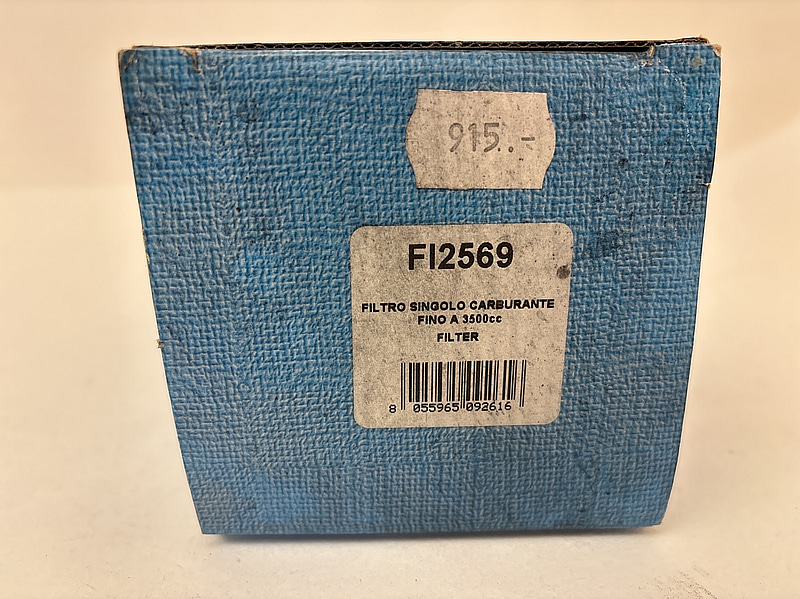 915.-
FI2569
FILTRO SINGOLO CARBURANTE
FINO A 3500cc
FILTER
8 055965 092616